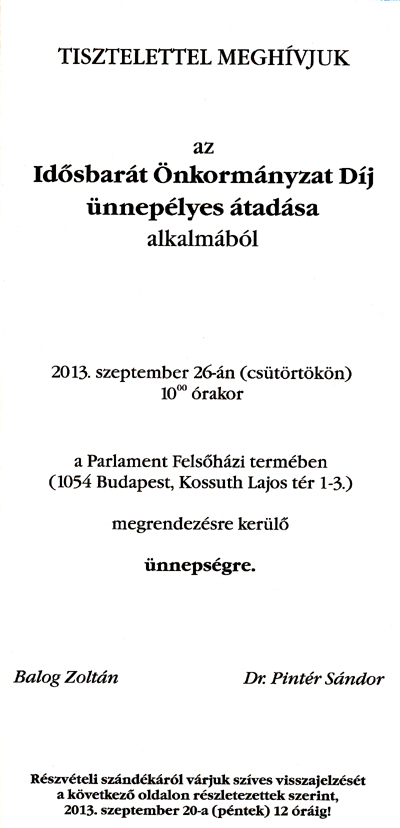 TISZTELETTEL MEGHÍVJUK
az
Idősbarát Önkormányzat Díj
ünnepélyes átadása
alkalmából
2013. szeptember 26-án (csütörtökön)
10⁰⁰ órakor
a Parlament Felsőházi termében
(1054 Budapest, Kossuth Lajos tér 1-3.)
megrendezésre kerülő
ünnepségre.
Balog Zoltán Dr. Pintér Sándor
Részvételi szándékáról várjuk szíves visszajelzését
a következő oldalon részletezettek szerint,
2013. szeptember 20-a (péntek) 12 óráig!